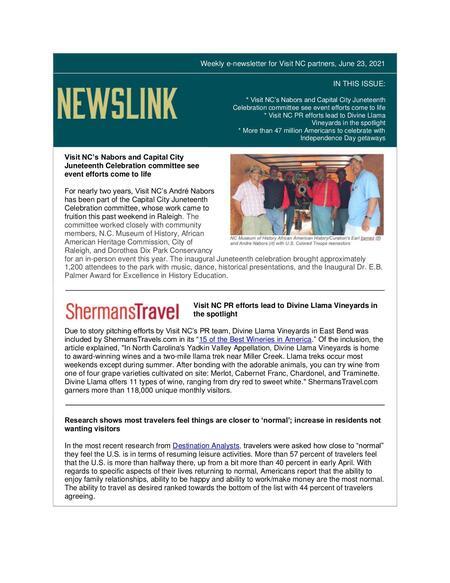 Weekly e-newsletter for Visit NC partners, June 23, 2021
NEWSLINK
IN THIS ISSUE:
* Visit NC's Nabors and Capital City Juneteenth
Celebration committee see event efforts come to life
* Visit NC PR efforts lead to Divine Llama
Vineyards in the spotlight
* More than 47 million Americans to celebrate with
Independence Day getaways
Visit NC's Nabors and Capital City
Juneteenth Celebration committee see
event efforts come to life
For nearly two years, Visit NC's André Nabors
has been part of the Capital City Juneteenth
Celebration committee, whose work came to
fruition this past weekend in Raleigh. The
committee worked closely with community
members, N.C. Museum of History, African
American Heritage Commission, City of
Raleigh, and Dorothea Dix Park Conservancy
NC Museum of History African American History/Curation's Earl Ijames (l)
and Andre Nabors (r) with U.S. Colored Troops reenactors
for an in-person event this year. The inaugural Juneteenth celebration brought approximately
1,200 attendees to the park with music, dance, historical presentations, and the Inaugural Dr. E.B.
Palmer Award for Excellence in History Education.
ShermansTravel
Visit NC PR efforts lead to Divine Llama Vineyards in
the spotlight
Due to story pitching efforts by Visit NC's PR team, Divine Llama Vineyards in East Bend was
included by ShermansTravels.com in its "15 of the Best Wineries in America." Of the inclusion, the
article explained, "In North Carolina's Yadkin Valley Appellation, Divine Llama Vineyards is home
to award-winning wines and a two-mile llama trek near Miller Creek. Llama treks occur most
weekends except during summer. After bonding with the adorable animals, you can try wine from
one of four grape varieties cultivated on site: Merlot, Cabernet Franc, Chardonel, and Traminette.
Divine Llama offers 11 types of wine, ranging from dry red to sweet white." ShermansTravel.com
garners more than 118,000 unique monthly visitors.
Research shows most travelers feel things are closer to 'normal'; increase in residents not
wanting visitors
In the most recent research from Destination Analysts, travelers were asked how close to "normal"
they feel the U.S. is in terms of resuming leisure activities. More than 57 percent of travelers feel
that the U.S. is more than halfway there, up from a bit more than 40 percent in early April. With
regards to specific aspects of their lives returning to normal, Americans report that the ability to
enjoy family relationships, ability to be happy and ability to work/make money are the most normal.
The ability to travel as desired ranked towards the bottom of the list with 44 percent of travelers
agreeing.